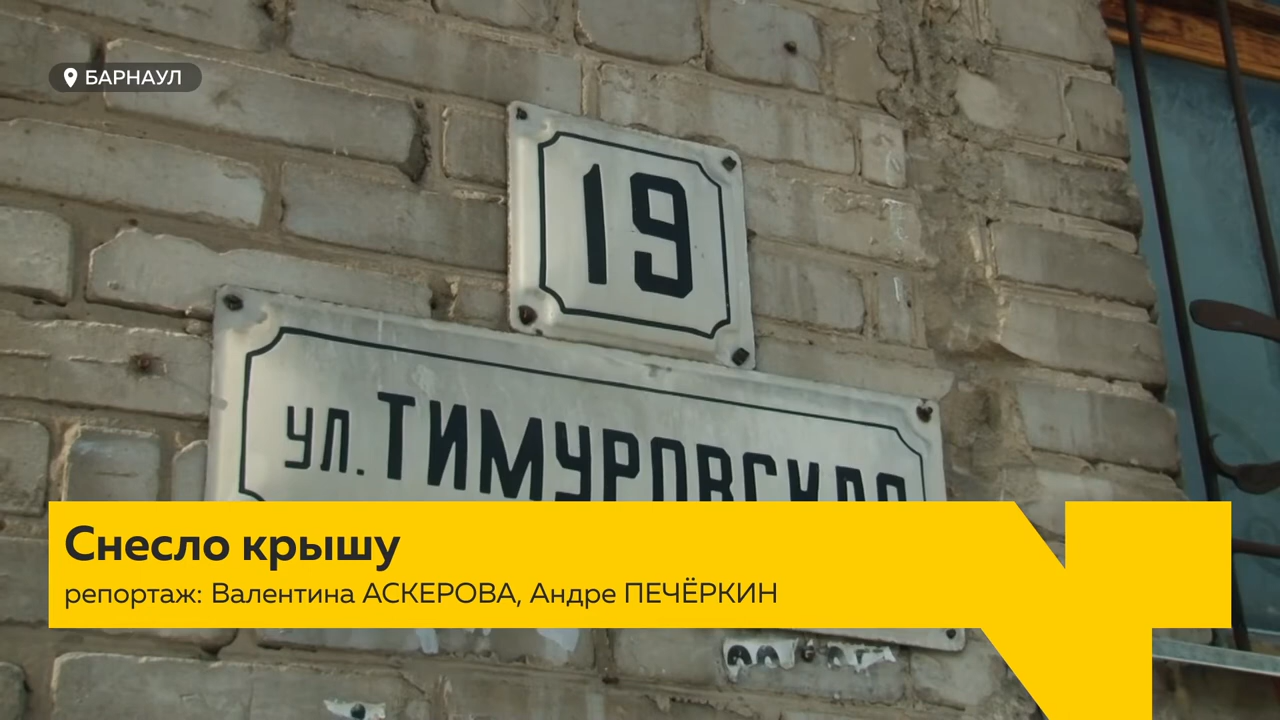 БАРНАУЛ
19
ул. ТИМУРОВСКАЯ
Снесло крышу
репортаж: Валентина АСКЕРОВА, Андре ПЕЧЁРКИН